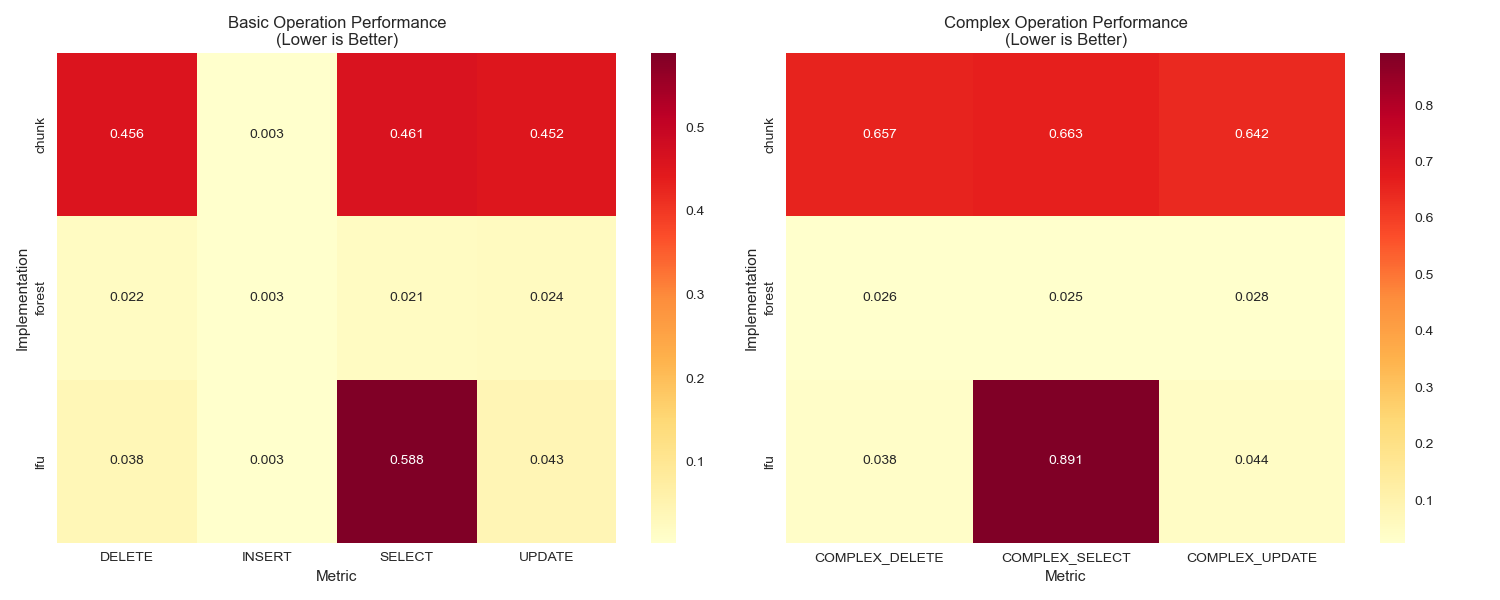 Basic Operation Performance
(Lower is Better)
Implementation
chunk
forest
lfu
0.456 0.003 0.461 0.452
0.022 0.003 0.021 0.024
0.038 0.003 0.588 0.043
DELETE INSERT SELECT UPDATE
Metric
0.5
0.4
0.3
0.2
0.1
Complex Operation Performance
(Lower is Better)
Implementation
chunk
forest
lfu
0.657 0.663 0.642
0.026 0.025 0.028
0.038 0.891 0.044
COMPLEX_DELETE COMPLEX_SELECT COMPLEX_UPDATE
Metric
0.8
0.7
0.6
0.5
0.4
0.3
0.2
0.1